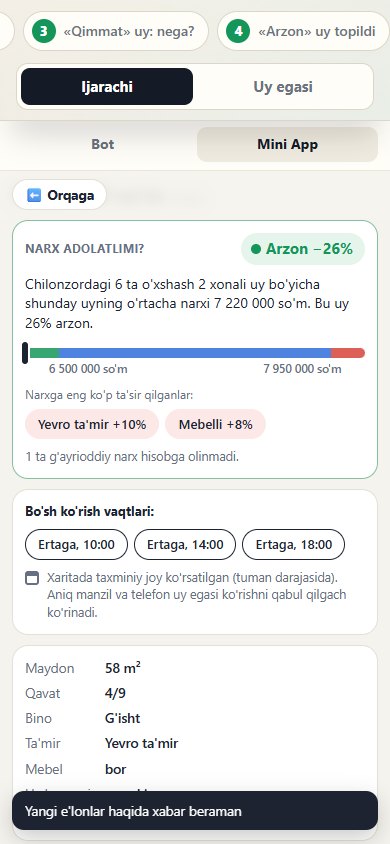 3 «Qimmat» uy: nega?
4 «Arzon» uy topildi
Ijarachi
Uy egasi
Bot
Mini App
Orqaga
NARX ADOLATLIMI?
Arzon −26%
Chilonzordagi 6 ta o'xshash 2 xonali uy bo'yicha
shunday uyning o'rtacha narxi 7 220 000 so'm. Bu uy
26% arzon.
6 500 000 so'm
7 950 000 so'm
Narxga eng ko'p ta'sir qilganlar:
Yevro ta'mir +10%
Mebelli +8%
1 ta g'ayrioddiy narx hisobga olinmadi.
Bo'sh ko'rish vaqtlari:
Ertaga, 10:00
Ertaga, 14:00
Ertaga, 18:00
Xaritada taxminiy joy ko'rsatilgan (tuman darajasida).
Aniq manzil va telefon uy egasi ko'rishni qabul qilgach
ko'rinadi.
Maydon 58 m²
Qavat 4/9
Bino G'isht
Ta'mir Yevro ta'mir
Mebel bor
Yangi e'lonlar haqida xabar beraman